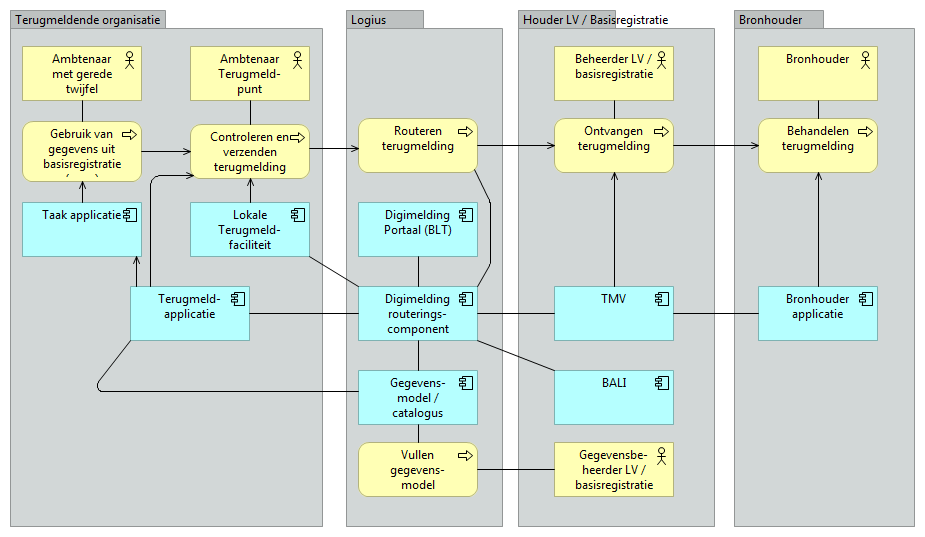 Terugmeldende organisatie
Logius
Houder LV / Basisregistratie
Bronhouder
Ambtenaar
met gerede
twijfel
Ambtenaar
Terugmeld-
punt
Beheerder LV /
basisregistratie
Bronhouder
Gebruik van
gegevens uit
basisregistratie
Controleren en
verzenden
terugmelding
Routeren
terugmelding
Ontvangen
terugmelding
Behandelen
terugmelding
Taak applicatie
Lokale
Terugmeld-
faciliteit
Digimelding
Portaal (BLT)
Terugmeld-
applicatie
Digimelding
routerings-
component
TMV
Bronhouder
applicatie
Gegevens-
model /
catalogus
BALI
Vullen
gegevens-
model
Gegevensbe-
heerder LV /
basisregistratie